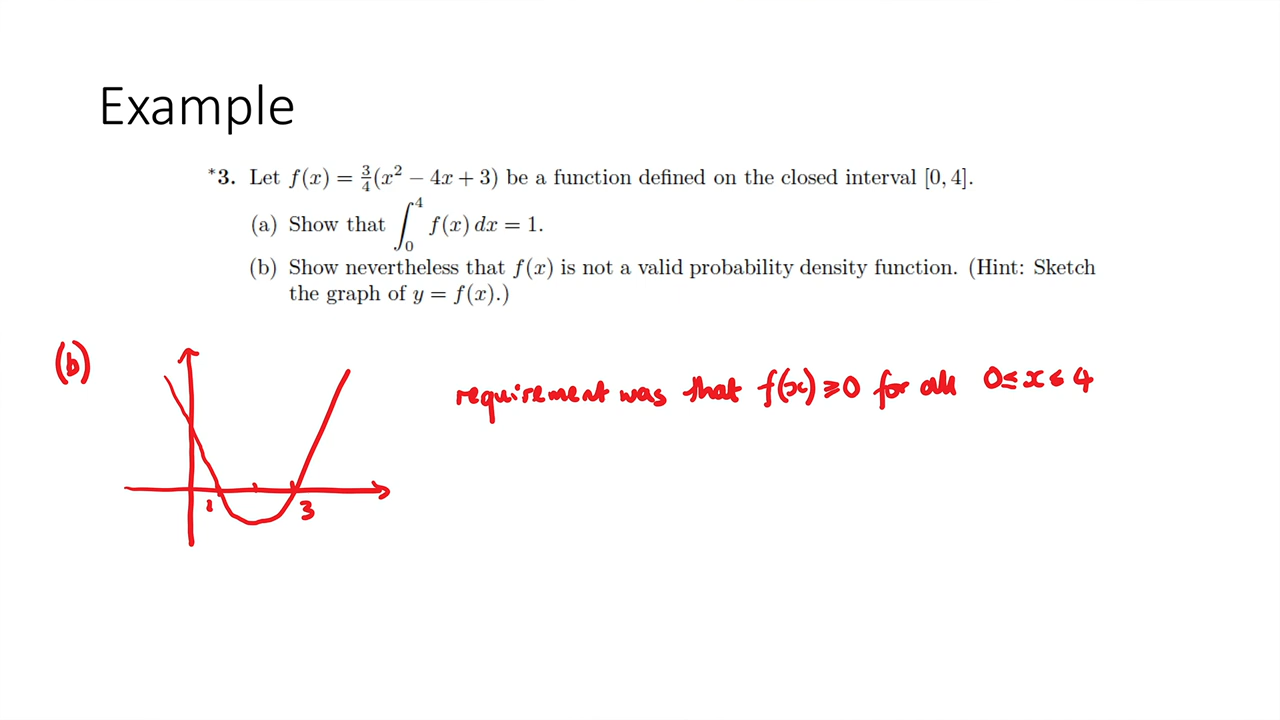 Example
*3. Let f(x) = 3/4(x² − 4x + 3) be a function defined on the closed interval [0, 4].
(a) Show that ∫₀⁴ f(x) dx = 1.
(b) Show nevertheless that f(x) is not a valid probability density function. (Hint: Sketch
the graph of y = f(x).)
(b)
requirement was that f(x) ⩾ 0 for all 0 ≤ x ≤ 4
1
3